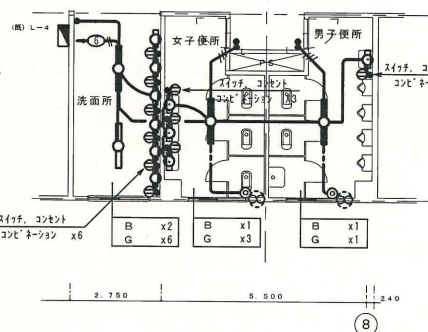 (既) L-4
6
女子便所
男子便所
PS
スイッチ, コンセント
コンビネーション x3
スイッチ, コ
コンビネー
洗面所
スイッチ, コンセント
コンビネーション x6
B x2
G x6
B x1
G x3
B x1
G x1
2.750
5.500
240
8